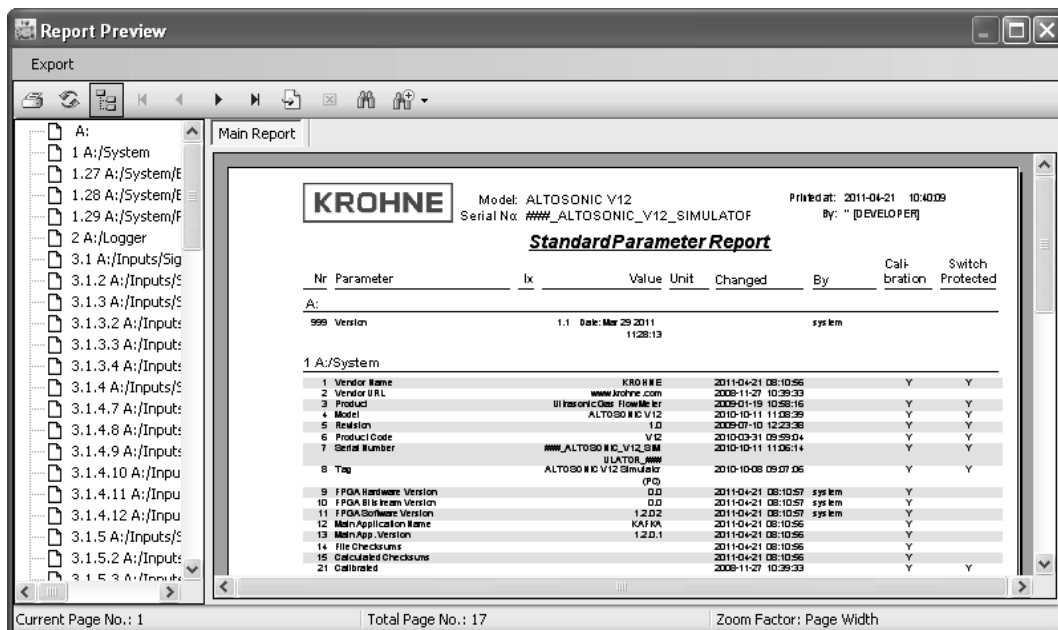 Report Preview
Export
A:
1 A:/System
1.27 A:/System/E
1.28 A:/System/E
1.29 A:/System/F
2 A:/Logger
3.1 A:/Inputs/Sig
3.1.2 A:/Inputs/S
3.1.3 A:/Inputs/S
3.1.3.2 A:/Inputs
3.1.3.3 A:/Inputs
3.1.3.4 A:/Inputs
3.1.4 A:/Inputs/S
3.1.4.7 A:/Inputs
3.1.4.8 A:/Inputs
3.1.4.9 A:/Inputs
3.1.4.10 A:/Inpu
3.1.4.11 A:/Inpu
3.1.4.12 A:/Inpu
3.1.5 A:/Inputs/S
3.1.5.2 A:/Inputs
3.1.5.3 A:/Inputs
Main Report
KROHNE
Model: ALTOSONIC V12
Serial No: ###_ALTOSONIC_V12_SIMULATOF
Printed at: 2011-04-21 10:40:09
By: '' [DEVELOPER]
Standard Parameter Report
Nr Parameter Ix Value Unit Changed By Cali-bration Switch Protected
A:
999 Version 1.1 Date: Mar 29 2011 system
11:28:13
1 A:/System
1 Vendor Name KROHNE 2011-04-21 08:10:56 Y Y
2 Vendor URL www.krohne.com 2008-11-27 10:39:33
3 Product Ultrasonic Gas FlowMeter 2009-01-19 10:58:16 Y Y
4 Model ALTOSONIC V12 2010-10-11 11:08:39 Y Y
5 Revision 1.0 2009-07-10 12:23:38 Y Y
6 Product Code V12 2010-03-31 09:59:04 Y Y
7 Serial Number ###_ALTOSONIC_V12_SIM 2010-10-11 11:06:14 Y Y
ULATOR_###
8 Tag ALTOSONIC V12 Simulator 2010-10-08 09:07:06 Y Y
(PC)
9 FPGA Hardware Version 0.0 2011-04-21 08:10:57 system Y
10 FPGA Bitstream Version 0.0 2011-04-21 08:10:57 system Y
11 FPGA Software Version 1.2.0.2 2011-04-21 08:10:57 system Y
12 Main Application Name KAFKA 2011-04-21 08:10:56 Y
13 Main App. Version 1.2.0.1 2011-04-21 08:10:56 Y
14 File Checksums 2011-04-21 08:10:56 Y
15 Calculated Checksums 2011-04-21 08:10:56 Y
21 Calibrated 2008-11-27 10:39:33 Y Y
Current Page No.: 1
Total Page No.: 17
Zoom Factor: Page Width